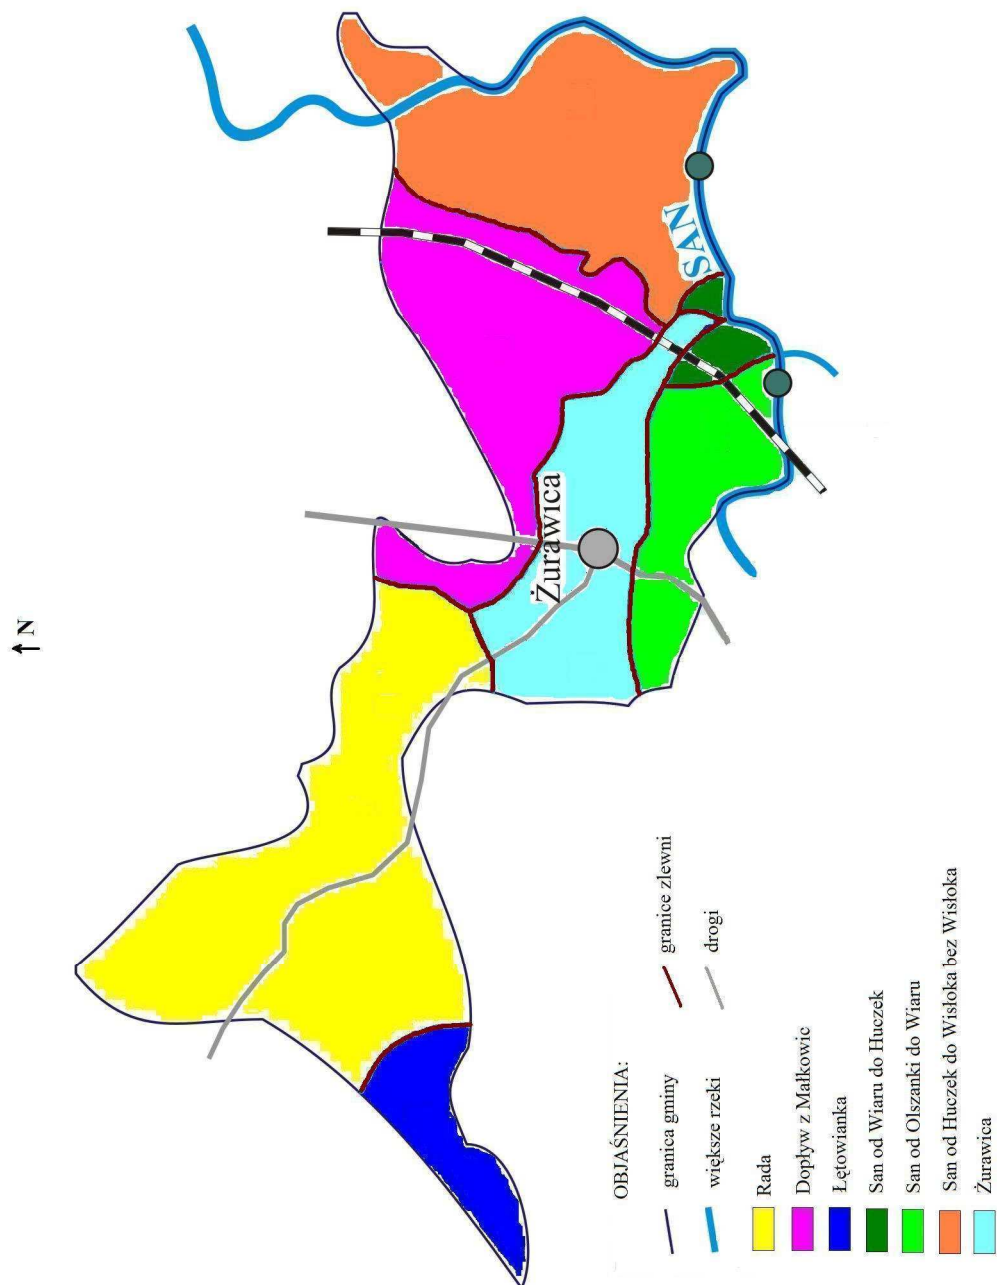 N
SAN
Żurawica
OBJAŚNIENIA:
granica gminy
granice zlewni
większe rzeki
drogi
Rada
Dopływ z Małkowic
Łętowianka
San od Wiaru do Huczek
San od Olszanki do Wiaru
San od Huczek do Wisłoka bez Wisłoka
Żurawica